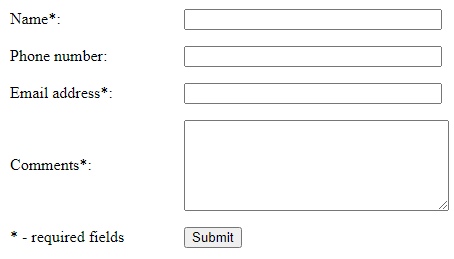 Name*:
Phone number:
Email address*:
Comments*:
* - required fields Submit